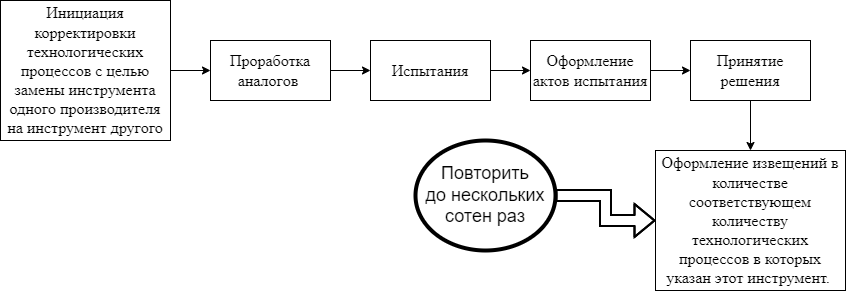 Инициация
корректировки
технологических
процессов с целью
замены инструмента
одного производителя
на инструмент другого
Проработка
аналогов
Испытания
Оформление
актов испытания
Принятие
решения
Повторить
до нескольких
сотен раз
Оформление извещений в
количестве
соответствующем
количеству
технологических
процессов в которых
указан этот инструмент.